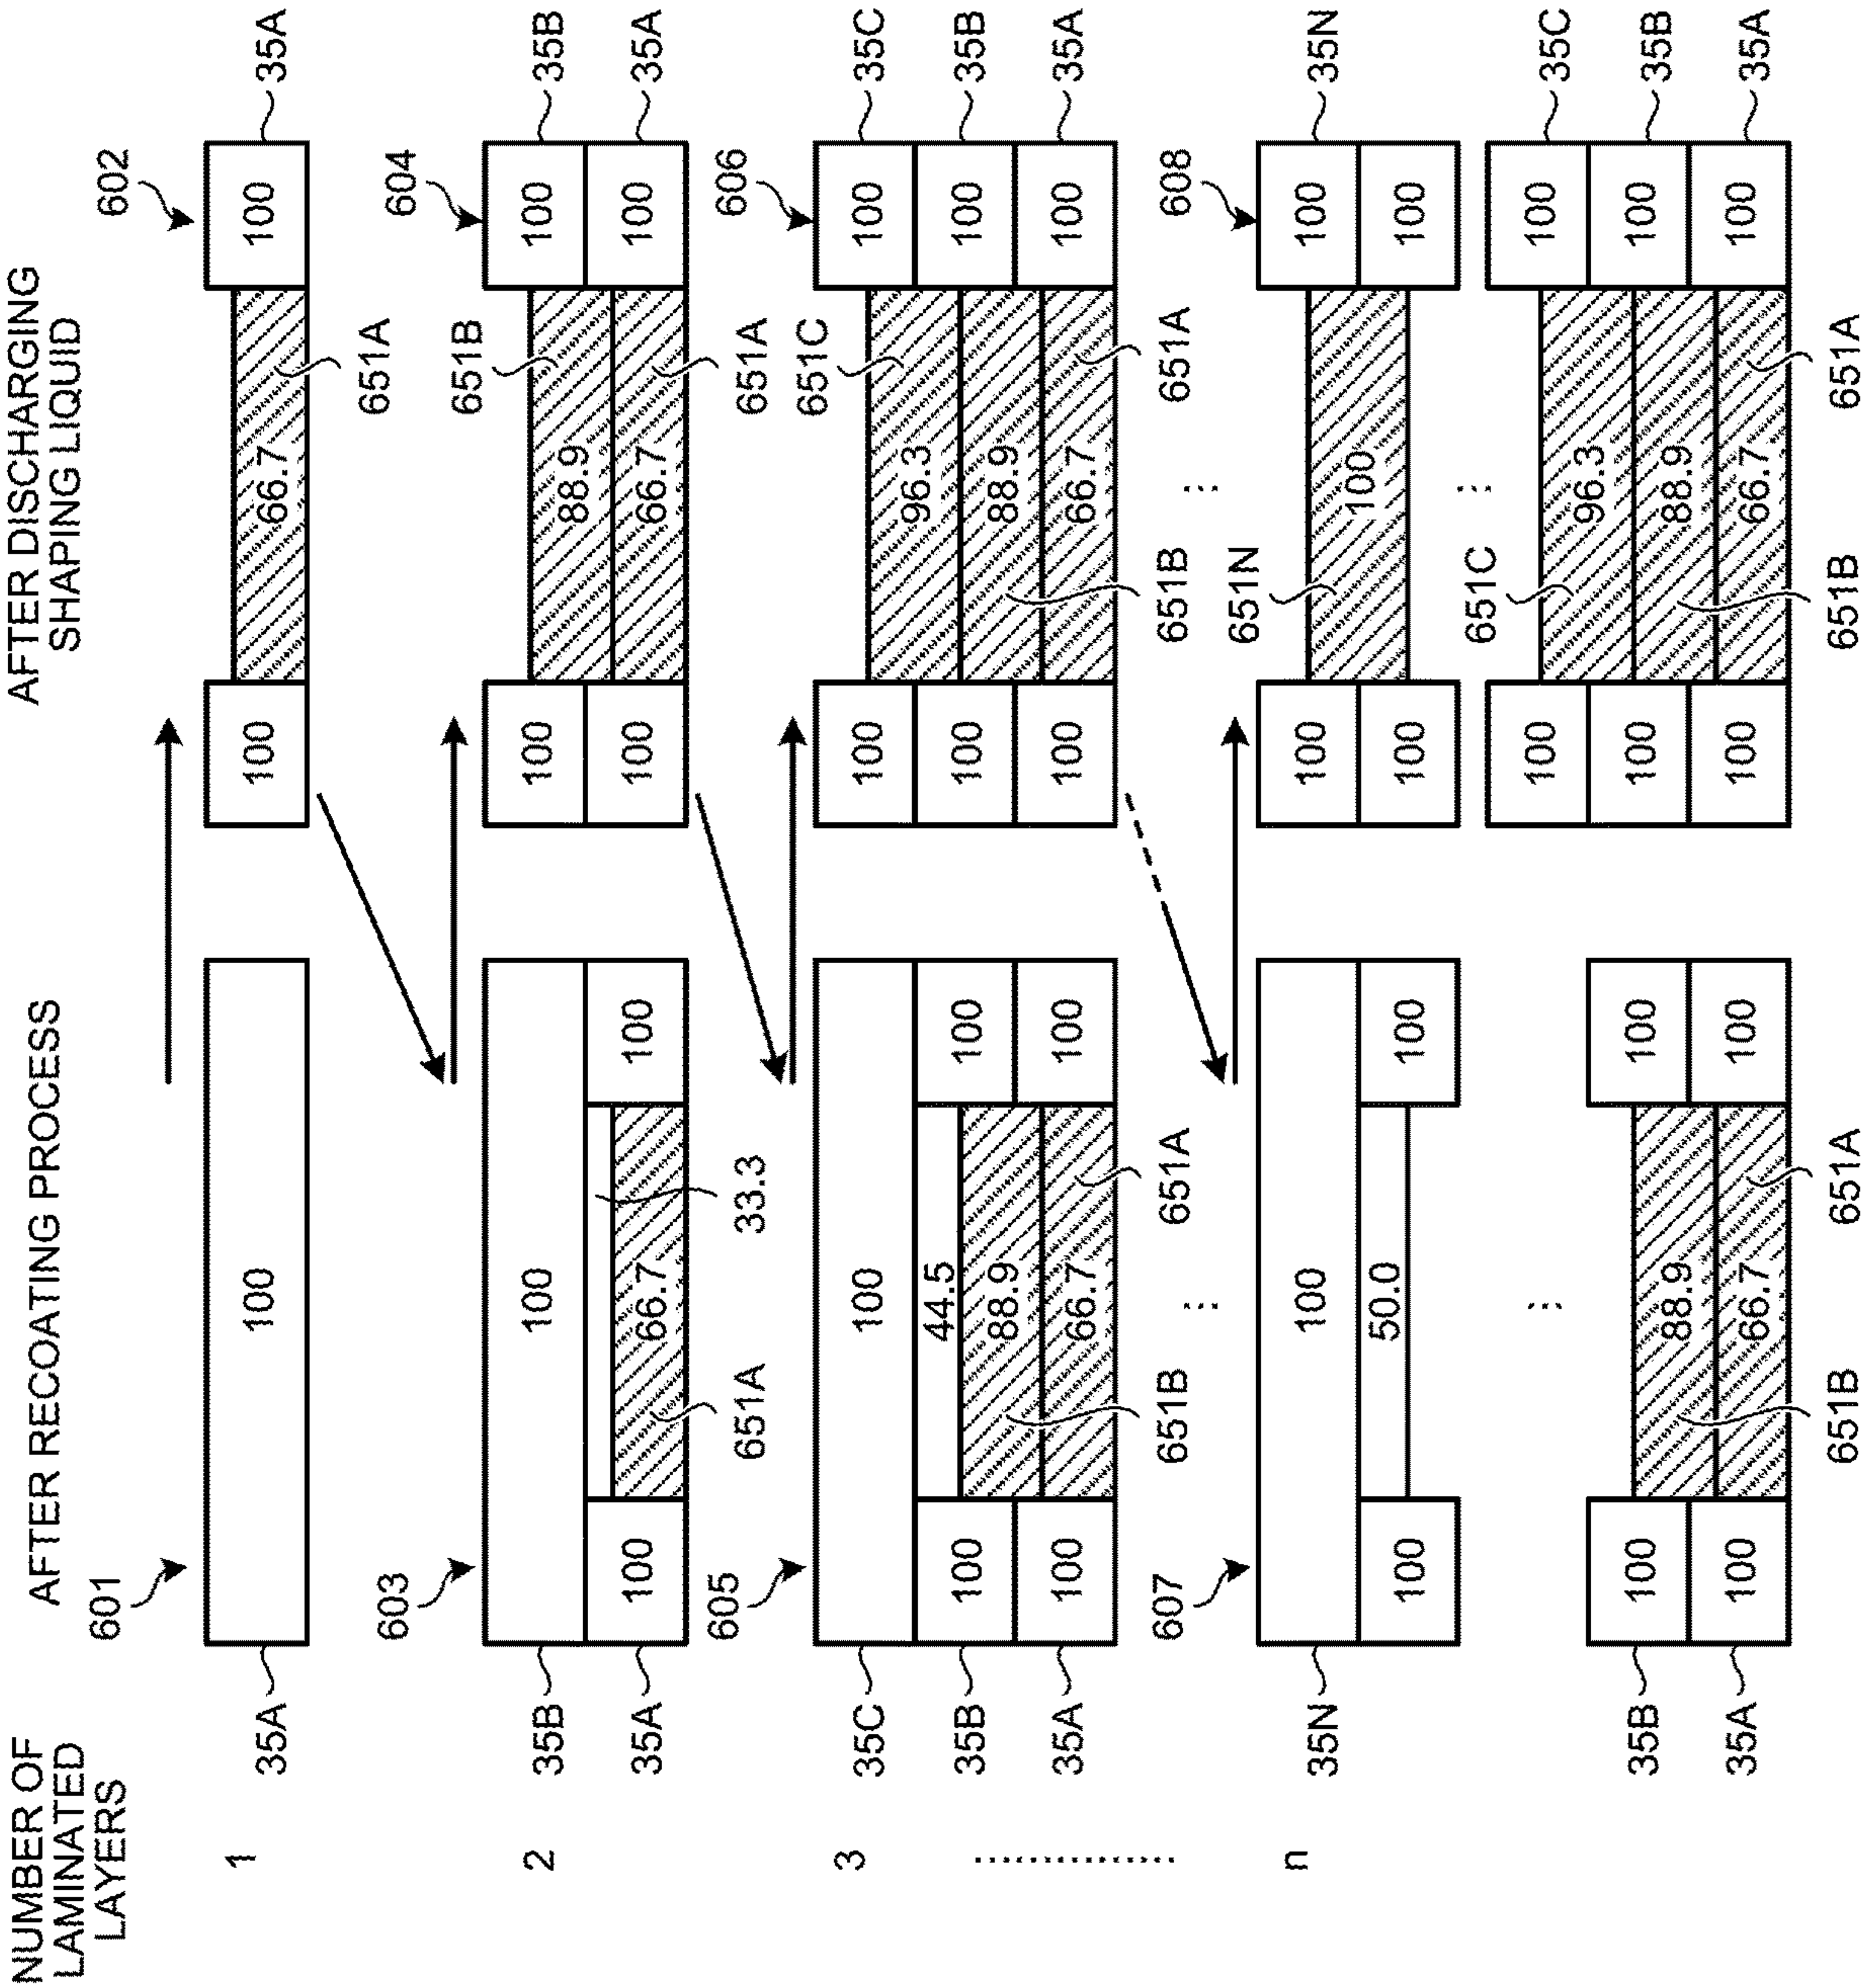 NUMBER OF
LAMINATED
LAYERS
AFTER RECOATING PROCESS
AFTER DISCHARGING
SHAPING LIQUID
1
601
35A
100
602
100
66.7
100
35A
651A
2
603
35B
100
35A
100
66.7
100
651A
33.3
604
651B
100
88.9
100
35B
100
66.7
100
35A
651A
3
605
35C
100
35B
100
44.5
100
88.9
35A
100
66.7
100
651B
651A
606
651C
100
96.3
100
35C
100
88.9
100
35B
100
66.7
100
35A
651B
651A
n
607
35N
100
100
50.0
100
35B
100
88.9
100
35A
100
66.7
100
651B
651A
608
651N
100
100
100
35N
100
100
651C
100
96.3
100
35C
100
88.9
100
35B
100
66.7
100
35A
651B
651A